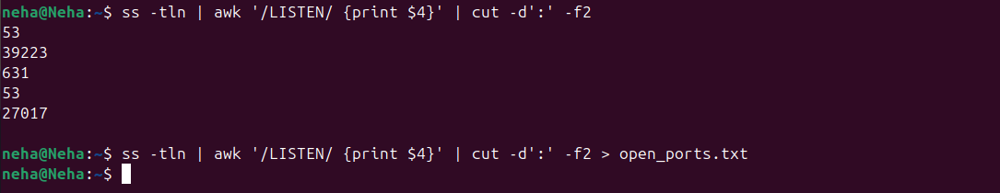 neha@Neha:~$ ss -tln | awk '/LISTEN/ {print $4}' | cut -d':' -f2
53
39223
631
53
27017
neha@Neha:~$ ss -tln | awk '/LISTEN/ {print $4}' | cut -d':' -f2 > open_ports.txt
neha@Neha:~$